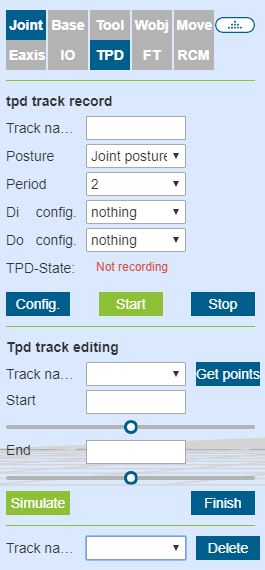 Joint Base Tool Wobj Move
Eaxis IO TPD FT RCM
tpd track record
Track na...
Posture Joint posture
Period 2
Di config. nothing
Do config. nothing
TPD-State: Not recording
Config. Start Stop
Tpd track editing
Track na... Get points
Start
End
Simulate Finish
Track na... Delete